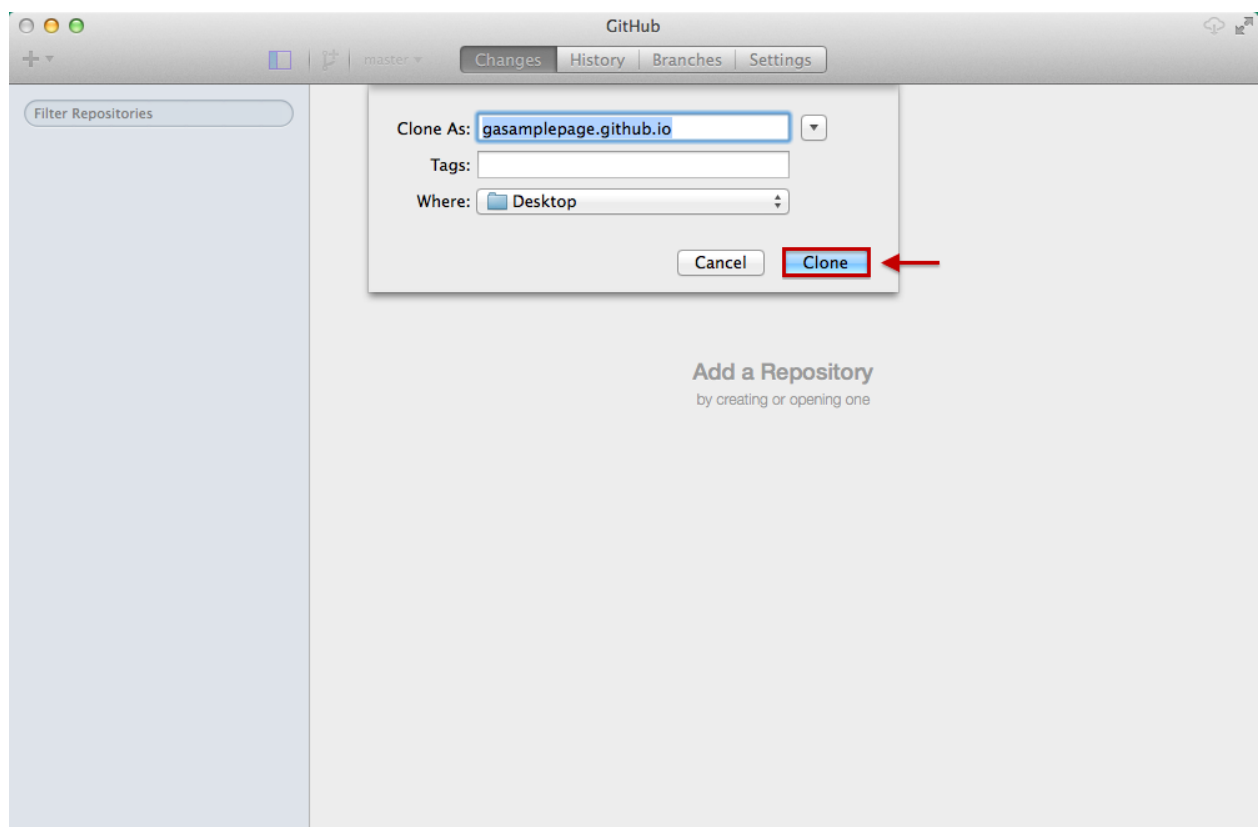 GitHub
master
Changes History Branches Settings
Filter Repositories
Clone As: gasamplepage.github.io
Tags:
Where: Desktop
Cancel Clone
Add a Repository
by creating or opening one